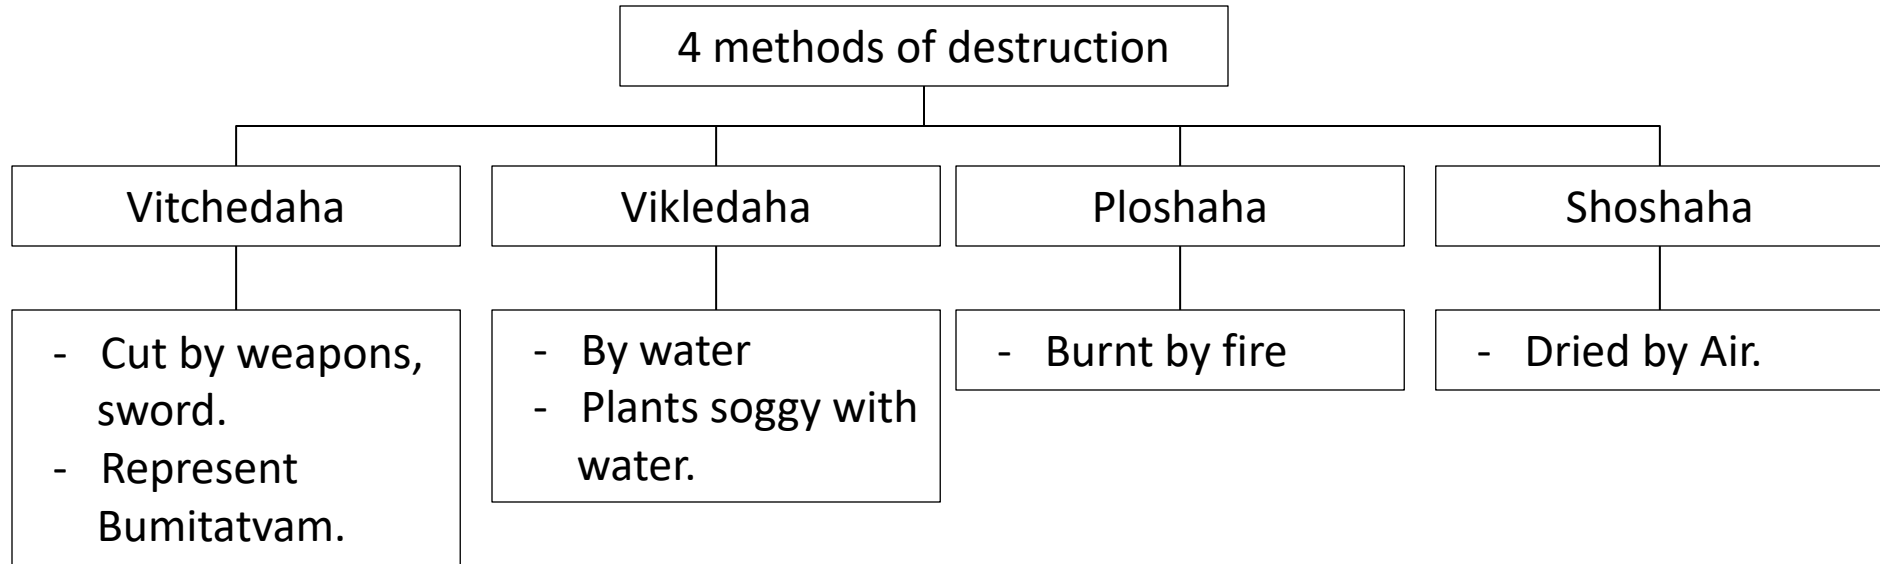 4 methods of destruction
Vitchedaha
Vikledaha
Ploshaha
Shoshaha
- Cut by weapons,
sword.
- Represent
Bumitatvam.
- By water
- Plants soggy with
water.
- Burnt by fire
- Dried by Air.